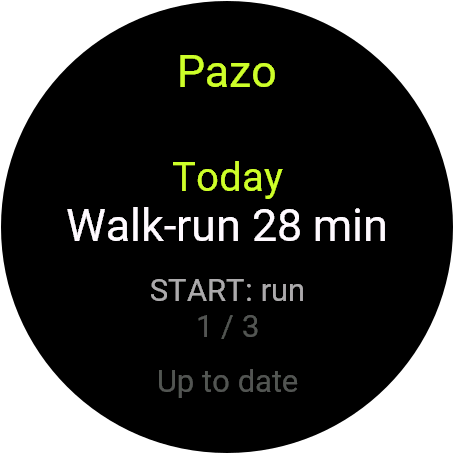 Pazo
Today
Walk-run 28 min
START: run
1 / 3
Up to date